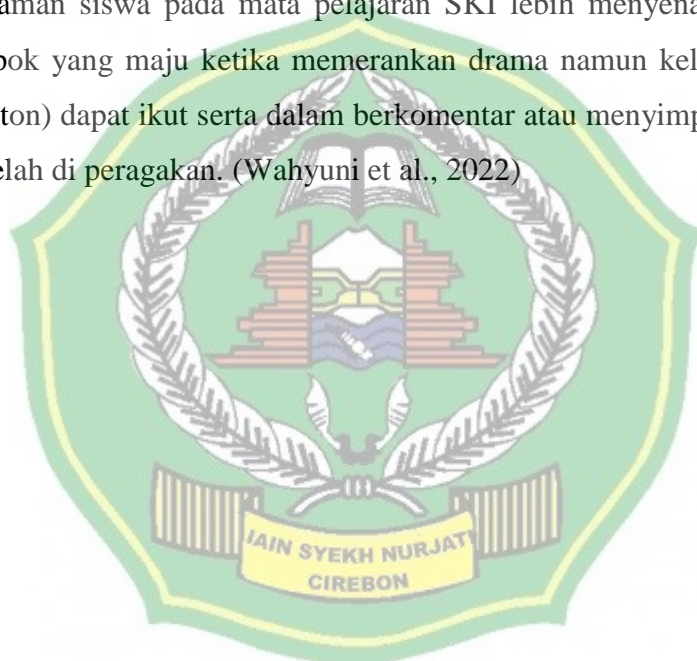 aman siswa pada mata pelajaran SKI lebih menyena
ok yang maju ketika memerankan drama namun kel
ton) dapat ikut serta dalam berkomentar atau menyimp
elah di peragakan. (Wahyuni et al., 2022)
IAIN SYEKH NURJATI
CIREBON